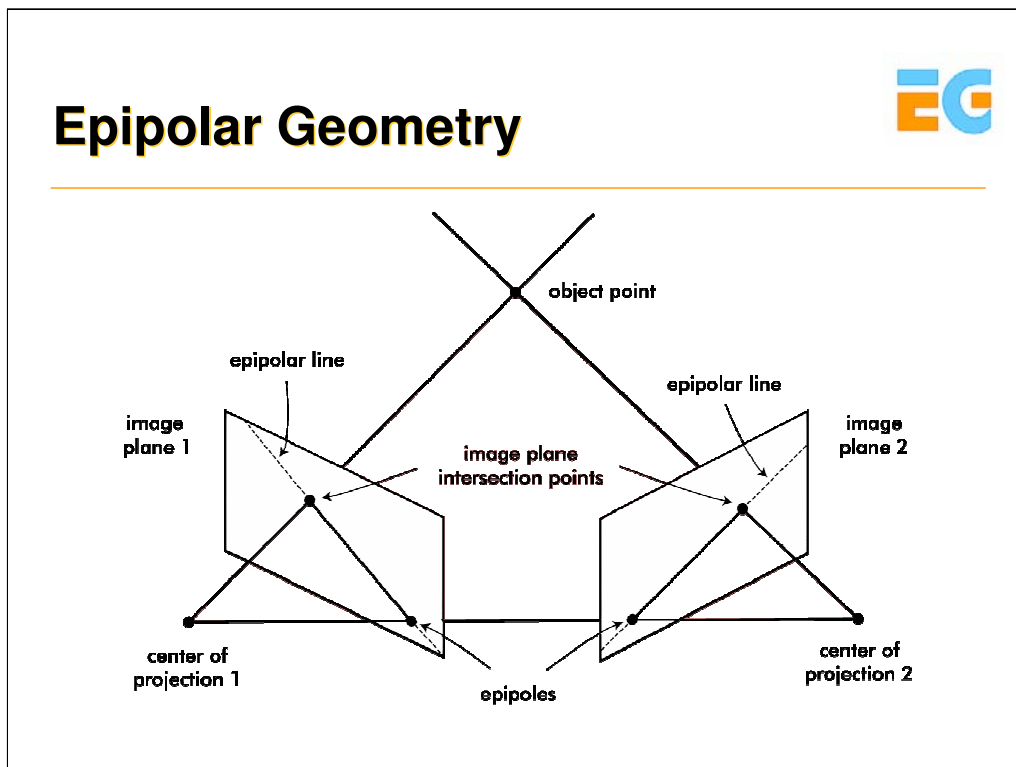 Epipolar Geometry
EG
object point
epipolar line
epipolar line
image
plane 1
image
plane 2
image plane
intersection points
center of
projection 1
epipoles
center of
projection 2